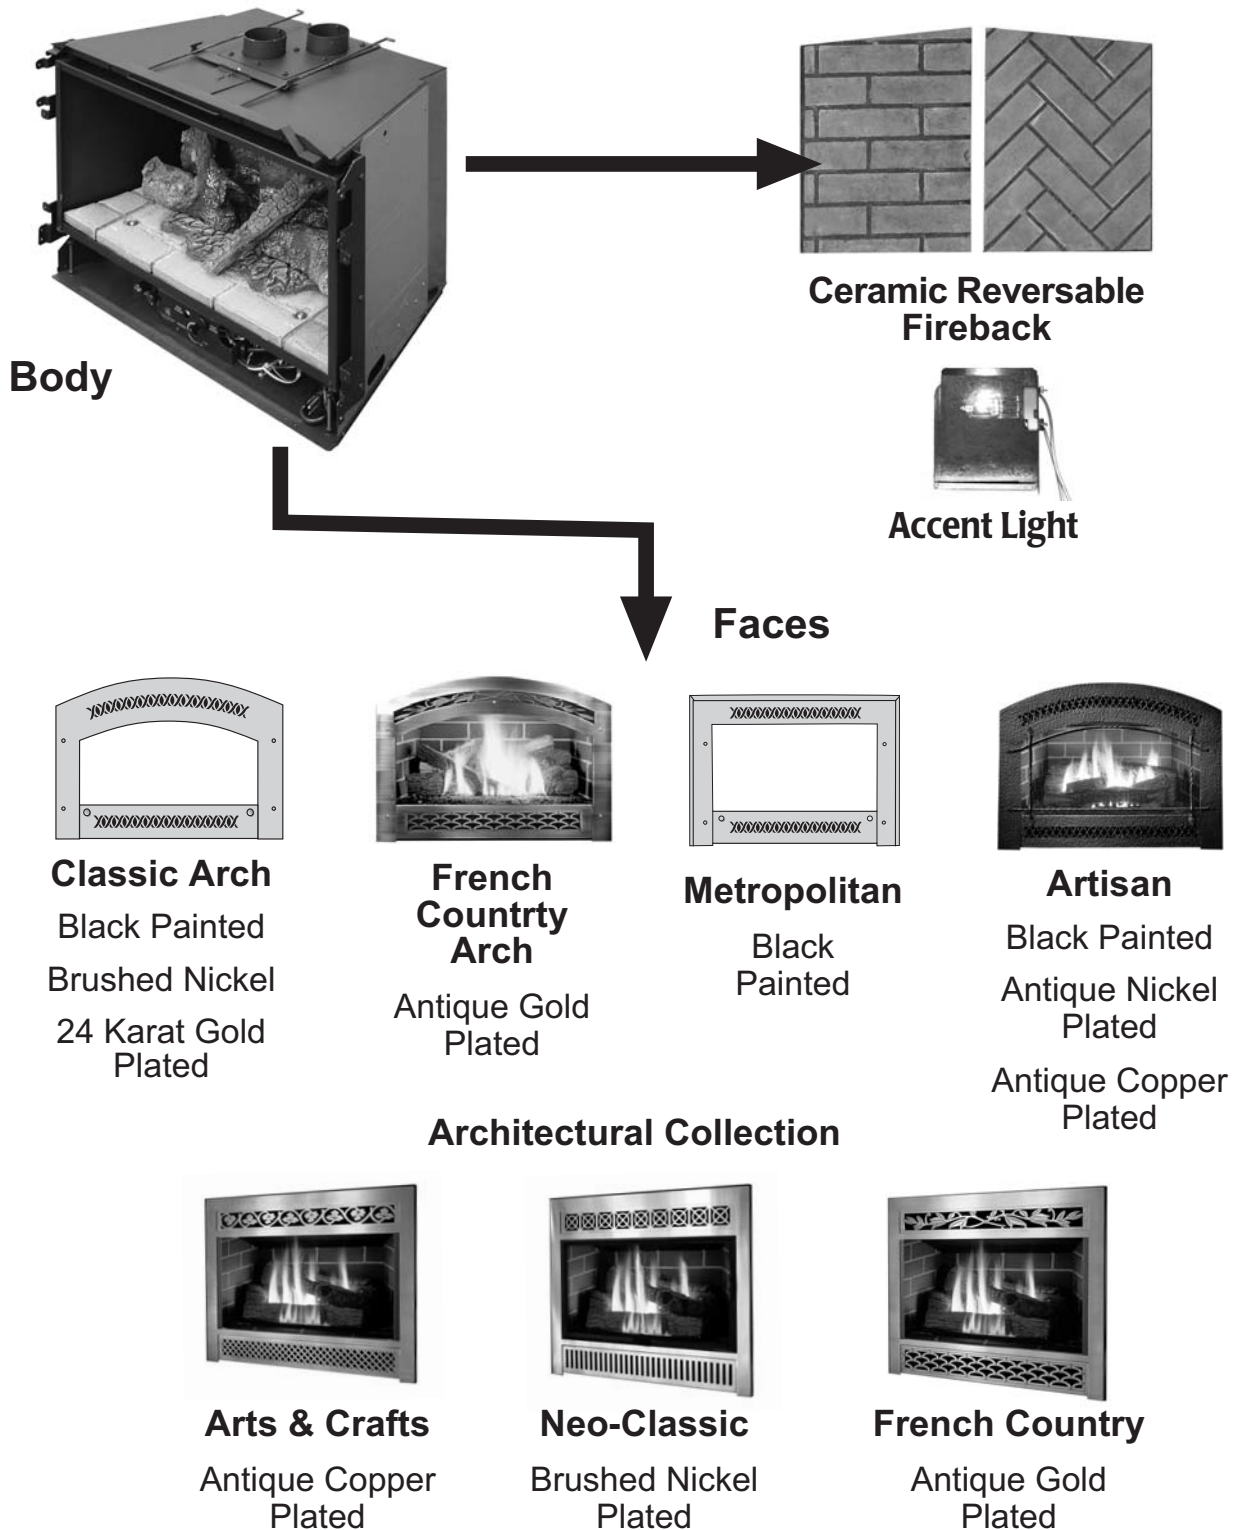 Body
Ceramic Reversable
Fireback
Accent Light
Faces
Classic Arch
Black Painted
Brushed Nickel
24 Karat Gold
Plated
French
Countrty
Arch
Antique Gold
Plated
Metropolitan
Black
Painted
Artisan
Black Painted
Antique Nickel
Plated
Antique Copper
Plated
Architectural Collection
Arts & Crafts
Antique Copper
Plated
Neo-Classic
Brushed Nickel
Plated
French Country
Antique Gold
Plated